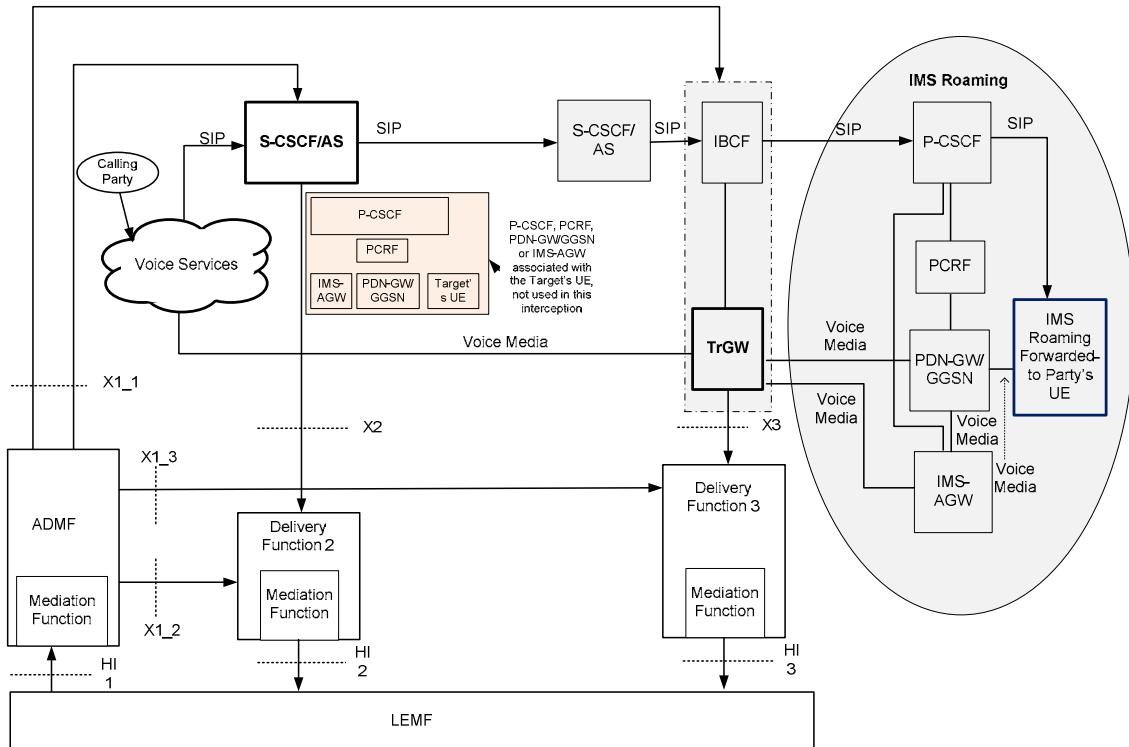 IMS Roaming
SIP
S-CSCF/AS
SIP
S-CSCF/
AS
SIP
IBCF
SIP
P-CSCF
SIP
Calling
Party
Voice Services
P-CSCF
PCRF
IMS-
AGW
PDN-GW/
GGSN
Target'
s UE
P-CSCF, PCRF,
PDN-GW/GGSN
or IMS-AGW
associated with
the Target's UE,
not used in this
interception
PCRF
TrGW
Voice Media
Voice
Media
PDN-GW/
GGSN
IMS
Roaming
Forwarded–
to Party's
UE
Voice
Media
Voice
Media
Voice
Media
IMS-
AGW
X1_1
X2
X3
X1_3
ADMF
Mediation
Function
X1_2
Delivery
Function 2
Mediation
Function
Delivery
Function 3
Mediation
Function
HI
1
HI
2
HI
3
LEMF